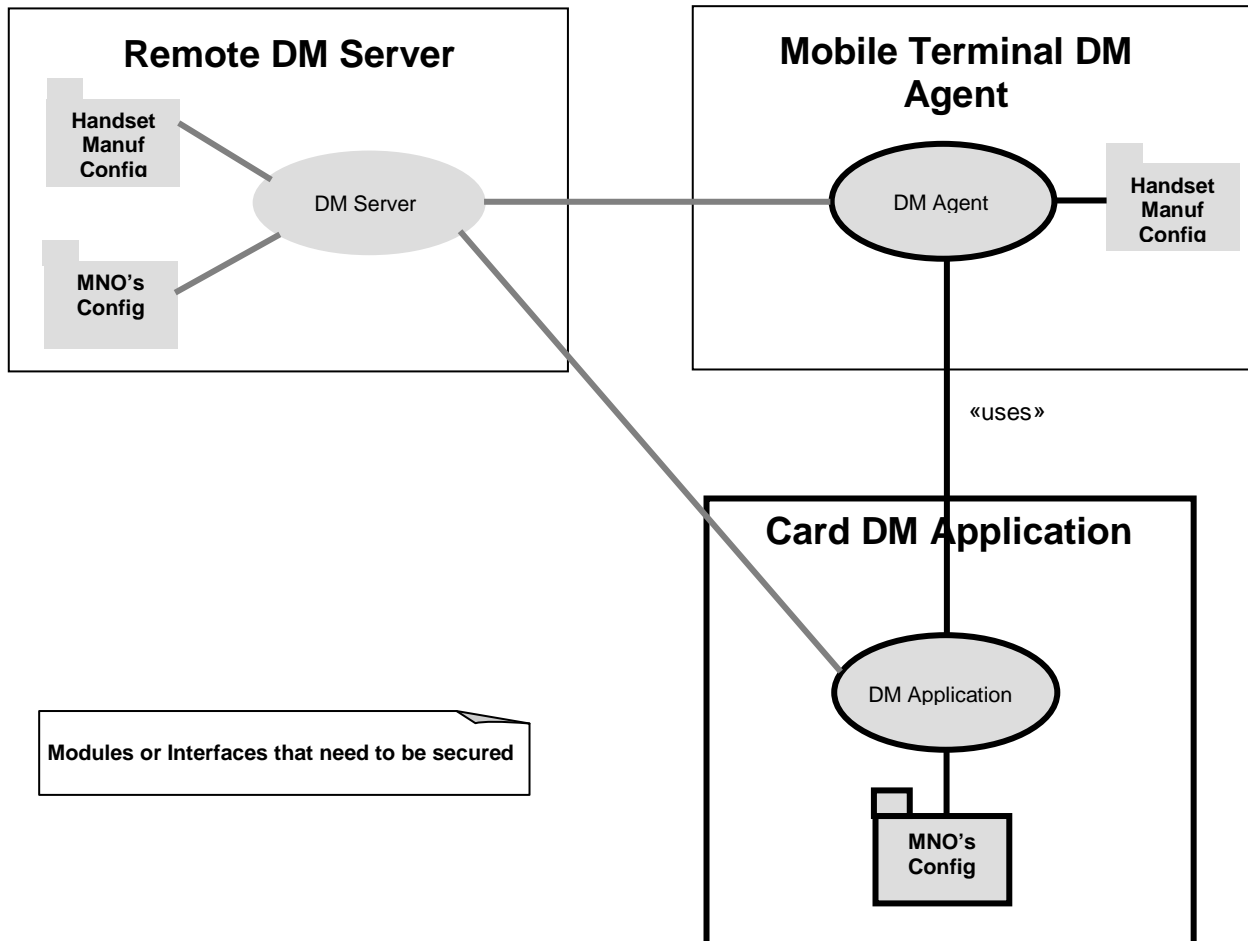 Remote DM Server
Handset
Manuf
Config
DM Server
MNO's
Config
Mobile Terminal DM
Agent
DM Agent
Handset
Manuf
Config
«uses»
Card DM Application
DM Application
MNO's
Config
Modules or Interfaces that need to be secured